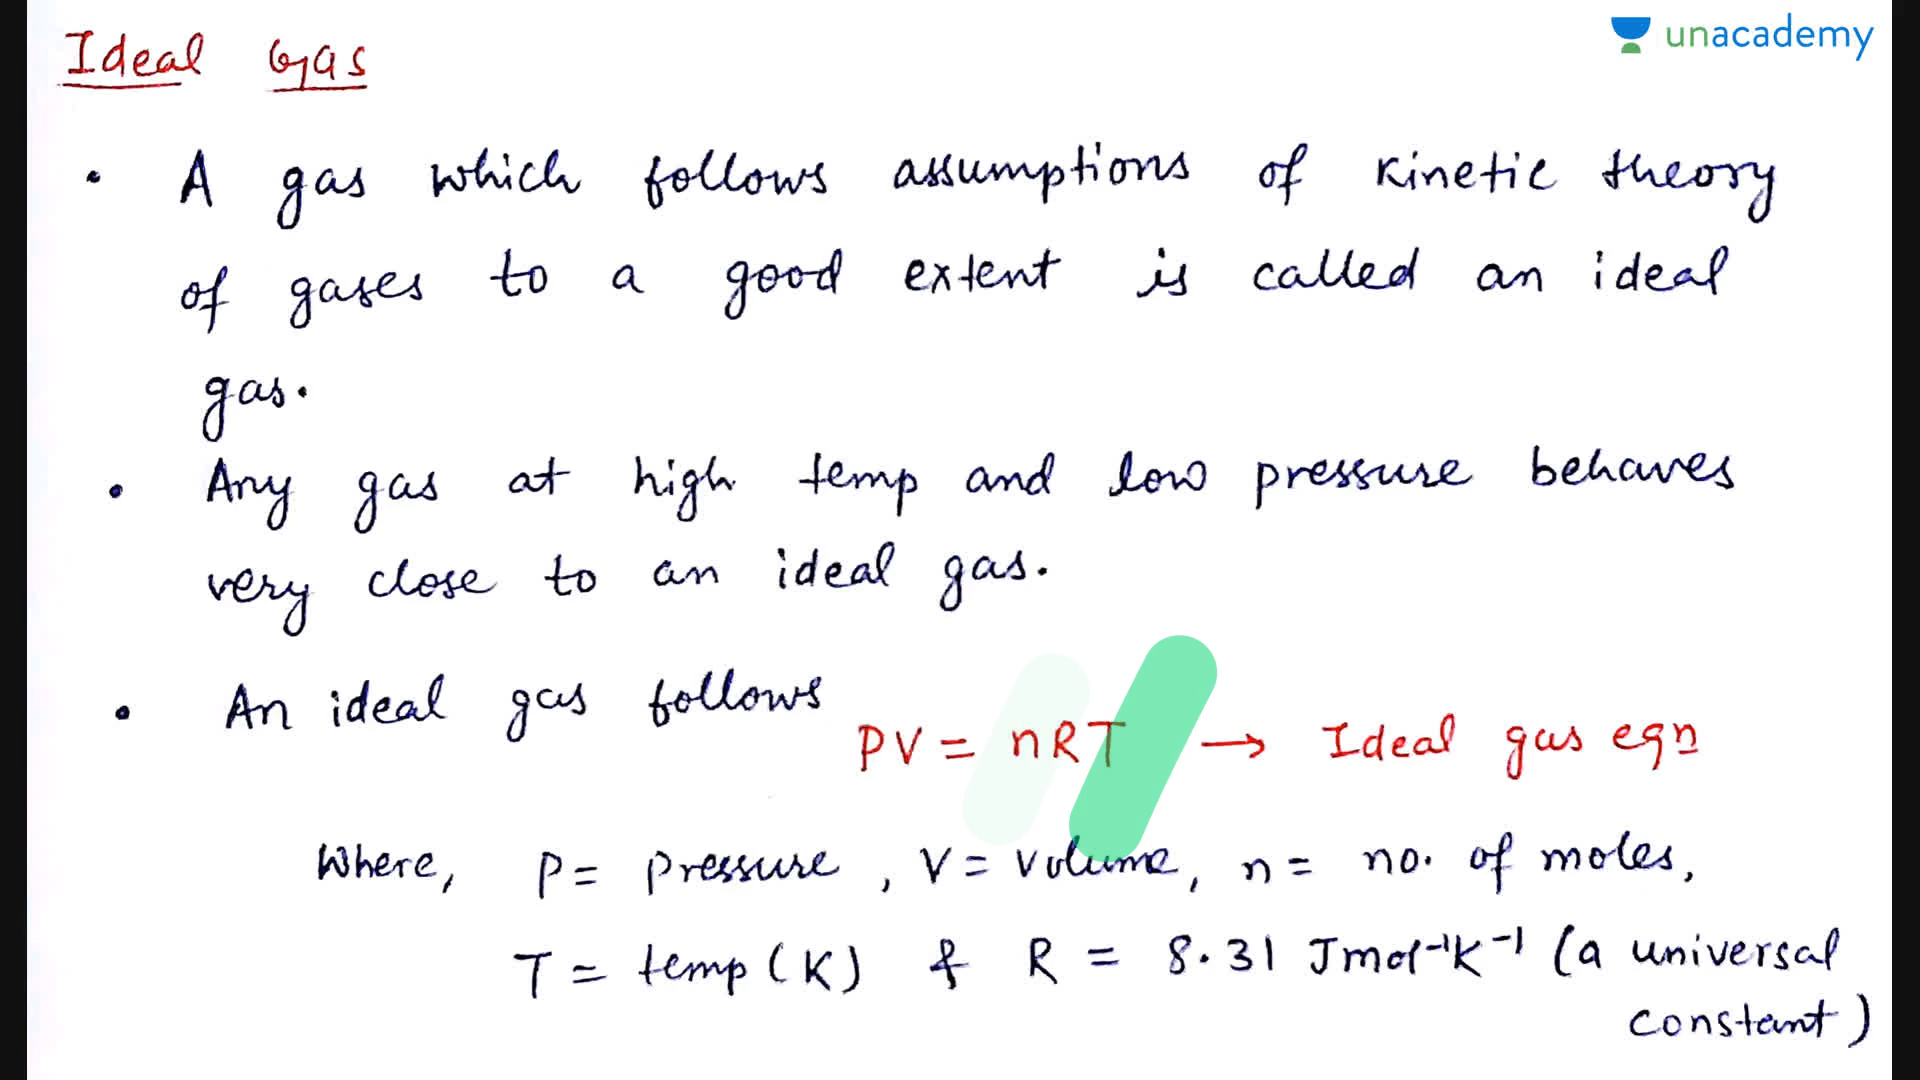 Ideal Gas
unacademy
• A gas which follows assumptions of kinetic theory
of gases to a good extent is called an ideal
gas.
• Any gas at high temp and low pressure behaves
very close to an ideal gas.
• An ideal gas follows
PV = nRT → Ideal gas eqn
Where, P = pressure, V = volume, n = no. of moles,
T = temp (K) & R = 8.31 Jmol⁻¹K⁻¹ (a universal
constant)